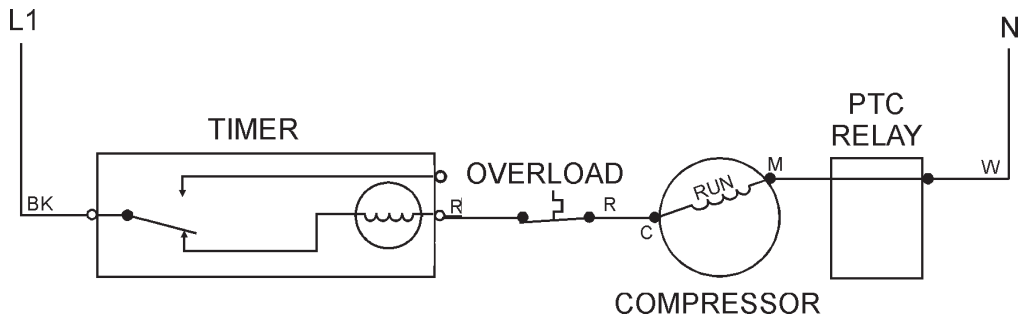 L1
N
TIMER
PTC
RELAY
OVERLOAD
BK
R
R
C
RUN
M
W
COMPRESSOR